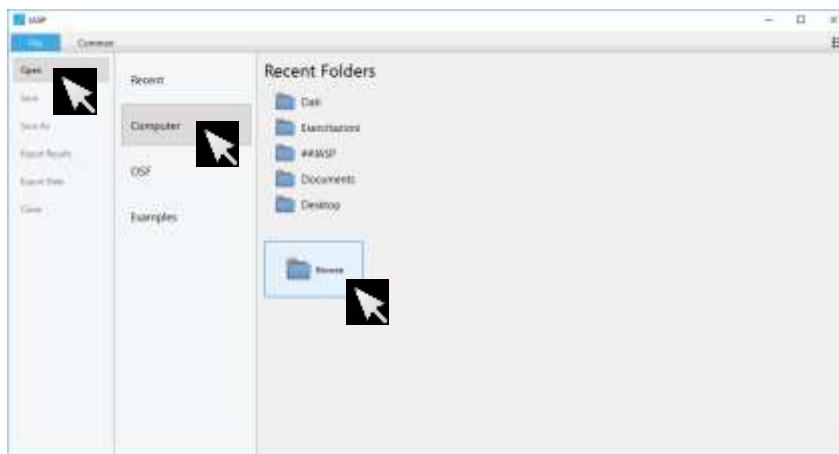 JASP
File
Common
Open
Save
Save As
Export Results
Export Data
Close
Recent
Computer
OSF
Examples
Recent Folders
Dati
Esercitazioni
##JASP
Documents
Desktop
Browse